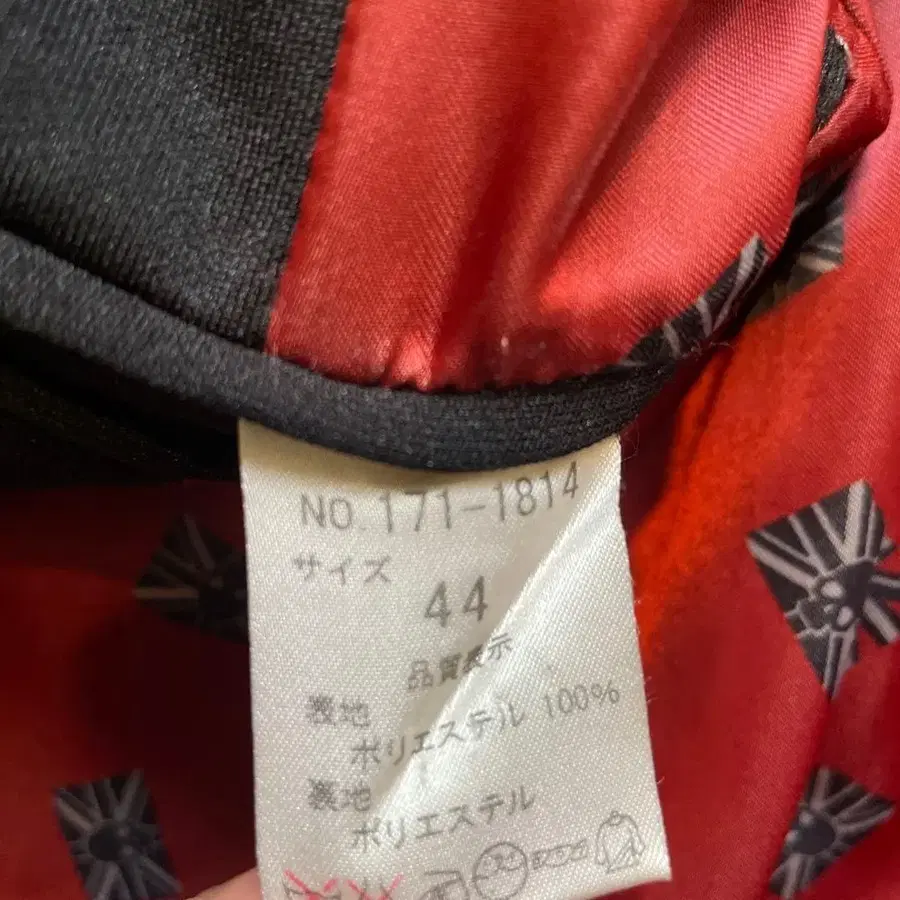 NO.171-1814
サイズ
44
品質表示
表地
ポリエステル 100%
裏地
ポリエステル